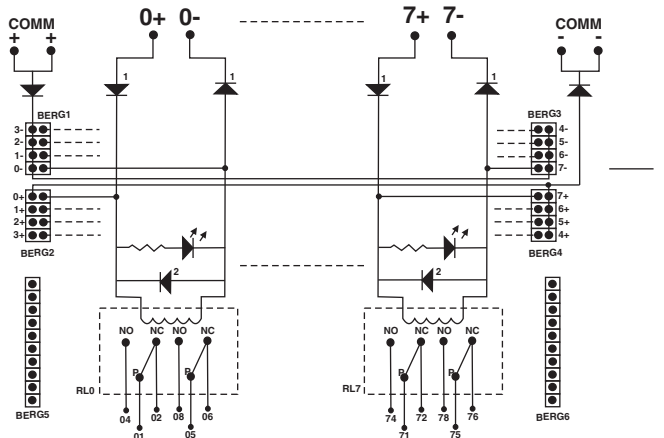 COMM
+ +
0+ 0-
7+ 7-
COMM
- -
1
1
1
1
BERG1
3-
2-
1-
0-
BERG3
4-
5-
6-
7-
0+
1+
2+
3+
BERG2
7+
6+
5+
4+
BERG4
2
2
NO NC NO NC
P P
RL0
04 02 08 06
01 05
NO NC NO NC
P P
RL7
74 72 78 76
71 75
BERG5
BERG6